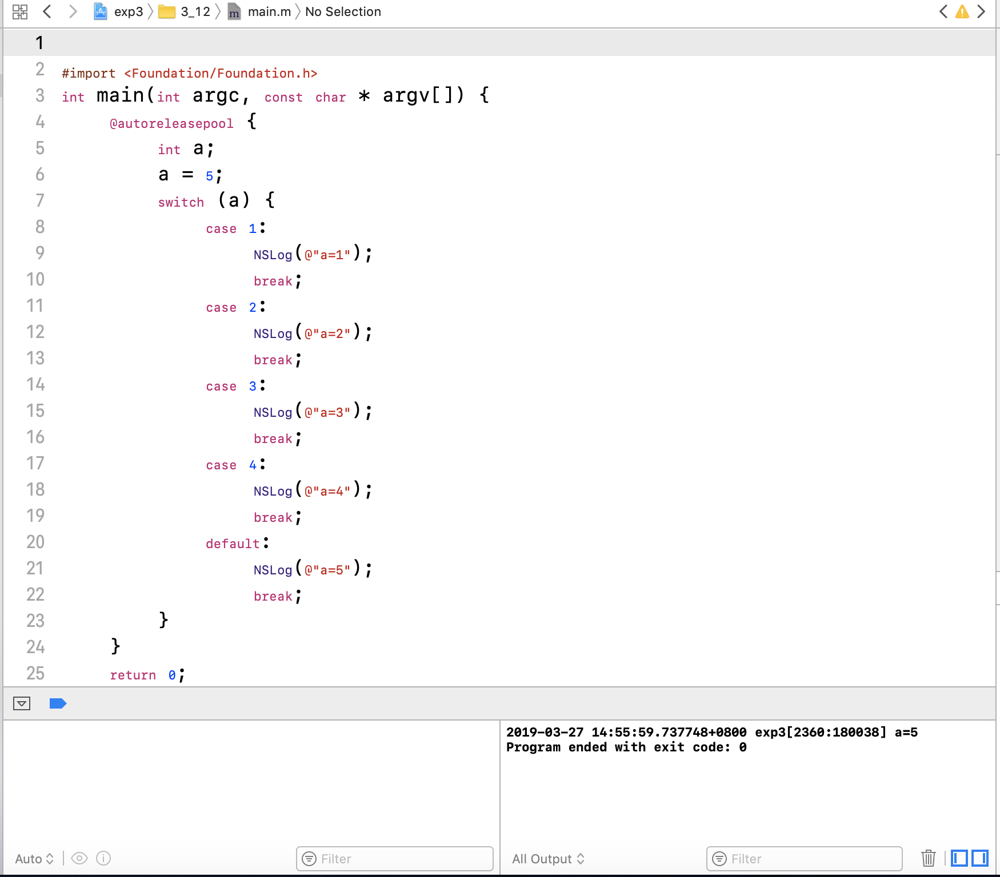 exp3 3_12 main.m No Selection
1
2 #import <Foundation/Foundation.h>
3 int main(int argc, const char * argv[]) {
4 @autoreleasepool {
5 int a;
6 a = 5;
7 switch (a) {
8 case 1:
9 NSLog(@"a=1");
10 break;
11 case 2:
12 NSLog(@"a=2");
13 break;
14 case 3:
15 NSLog(@"a=3");
16 break;
17 case 4:
18 NSLog(@"a=4");
19 break;
20 default:
21 NSLog(@"a=5");
22 break;
23 }
24 }
25 return 0;
2019-03-27 14:55:59.737748+0800 exp3[2360:180038] a=5
Program ended with exit code: 0
Auto Filter All Output Filter